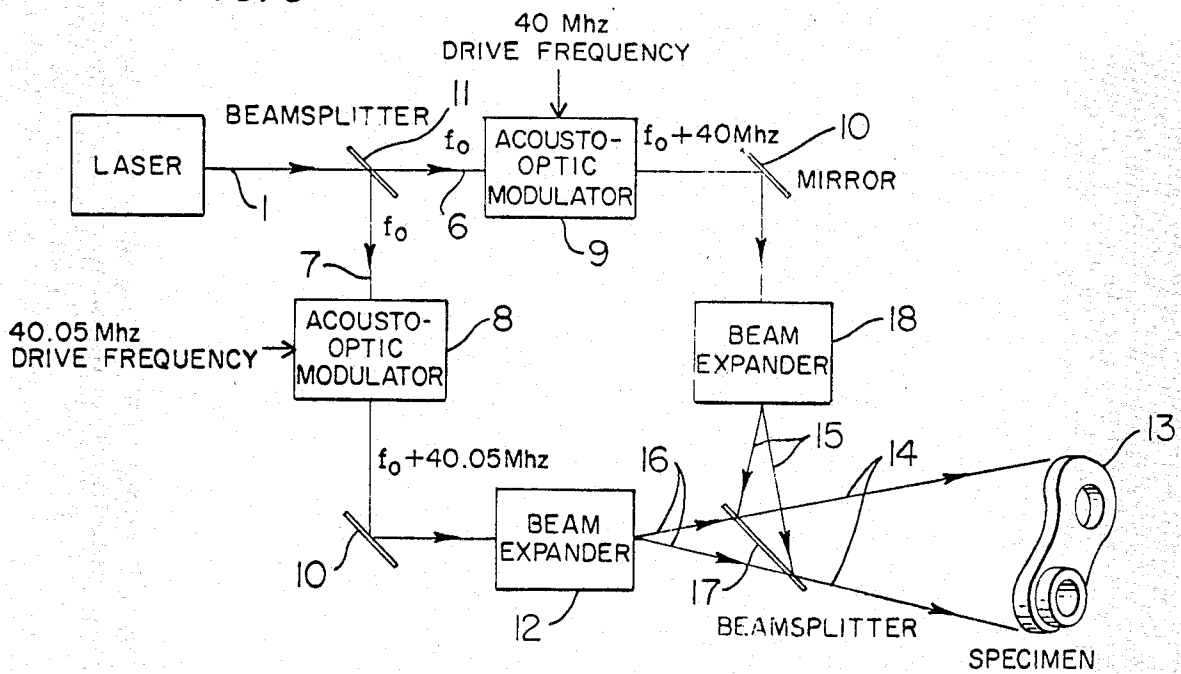 40 Mhz
DRIVE FREQUENCY
BEAMSPLITTER
11
LASER
1
f₀
6
ACOUSTO-
OPTIC
MODULATOR
9
f₀+40Mhz
10
MIRROR
f₀
7
40.05 Mhz
DRIVE FREQUENCY
ACOUSTO-
OPTIC
MODULATOR
8
BEAM
EXPANDER
18
f₀+40.05Mhz
10
BEAM
EXPANDER
12
16
15
14
13
17
BEAMSPLITTER
SPECIMEN